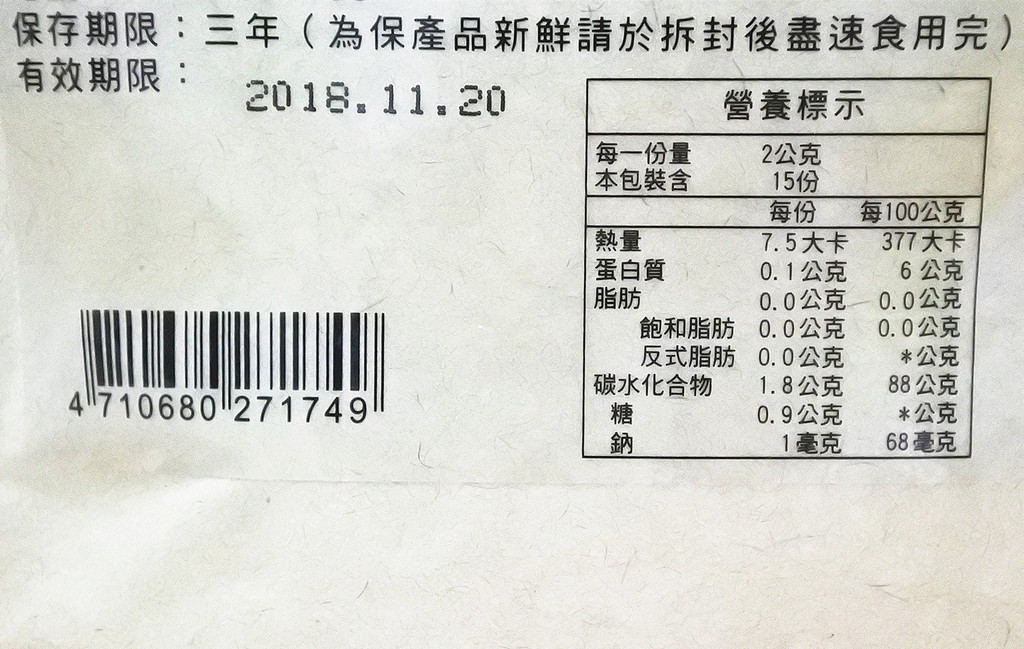 保存期限：三年（為保產品新鮮請於拆封後盡速食用完）
有效期限：
2018.11.20
營養標示
每一份量 2公克
本包裝含 15份
每份 每100公克
熱量 7.5大卡 377大卡
蛋白質 0.1公克 6公克
脂肪 0.0公克 0.0公克
飽和脂肪 0.0公克 0.0公克
反式脂肪 0.0公克 *公克
碳水化合物 1.8公克 88公克
糖 0.9公克 *公克
鈉 1毫克 68毫克
4 710680 271749